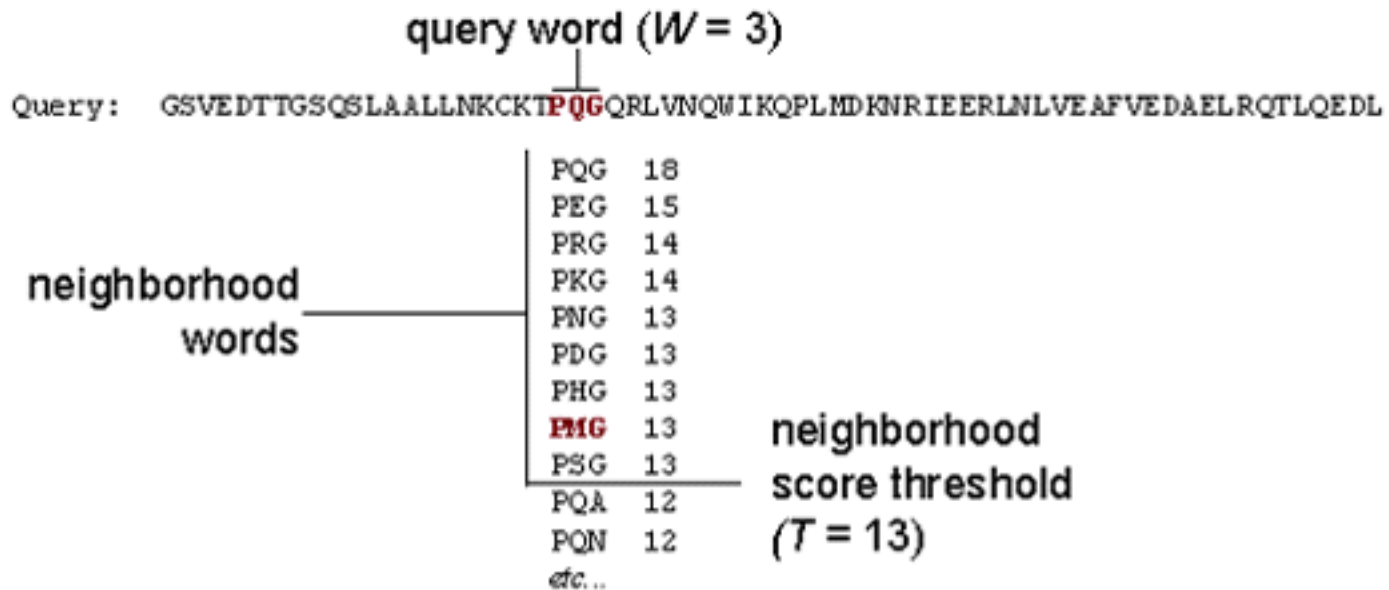 query word (W = 3)
Query: GSVEDTTGSQSLAALLNKCKTPQGQRLVNQWIKQPLMDKNRIEERLNLVEAFVEDAELRQTLQEDL
PQG 18
PEG 15
PRG 14
PKG 14
neighborhood
words
PNG 13
PDG 13
PHG 13
PMG 13
PSG 13
neighborhood
score threshold
(T = 13)
PQA 12
PQN 12
etc...